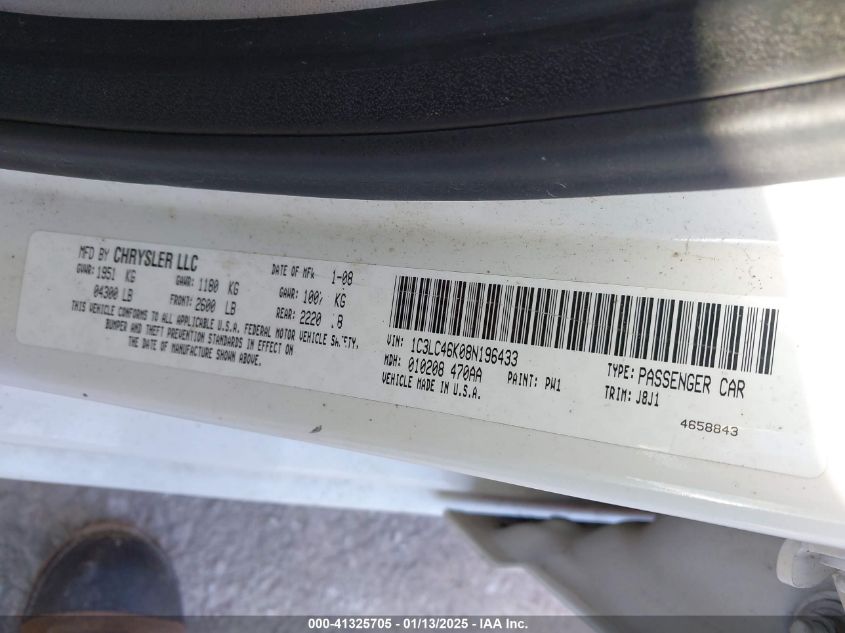 MFD BY CHRYSLER LLC DATE OF MFR 1-08
GVWR: 1951 KG GAWR: 1180 KG GAWR: 1007 KG
04300 LB FRONT: 2600 LB REAR: 2220 LB
THIS VEHICLE CONFORMS TO ALL APPLICABLE U.S.A. FEDERAL MOTOR VEHICLE SAFETY,
BUMPER AND THEFT PREVENTION STANDARDS IN EFFECT ON
THE DATE OF MANUFACTURE SHOWN ABOVE.
VIN: 1C3LC46K08N196433 TYPE: PASSENGER CAR
MDH: 010208 470AA PAINT: PW1 TRIM: J8J1
VEHICLE MADE IN U.S.A.
4658843
000-41325705 - 01/13/2025 - IAA Inc.